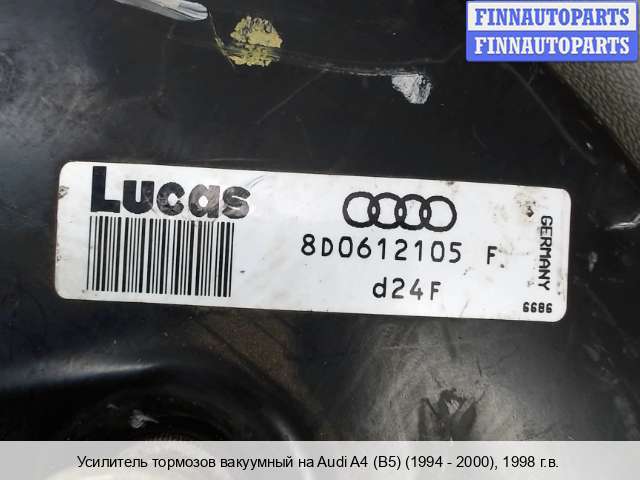 FINNAUTOPARTS
FINNAUTOPARTS
Lucas
8D0612105 F
d24F
GERMANY
6686
Усилитель тормозов вакуумный на Audi A4 (B5) (1994 - 2000), 1998 г.в.